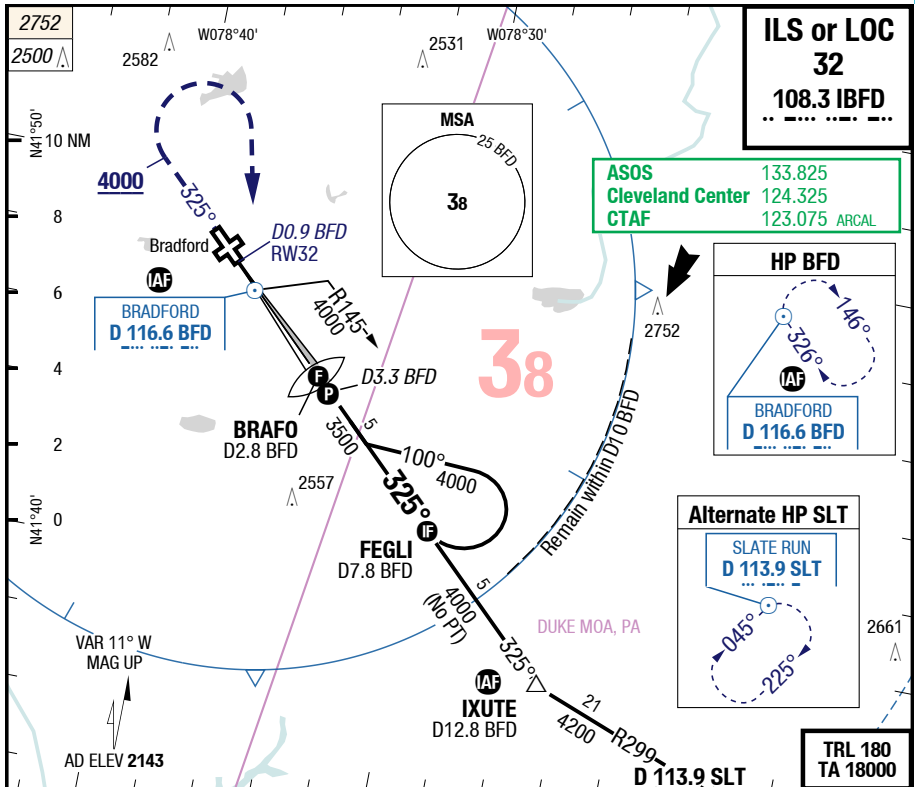 2752
2500
2582
W078°40'
2531
W078°30'
ILS or LOC
32
108.3 IBFD
N41°50'
10 NM
8
6
4
2
0
N41°40'
MSA
25 BFD
38
ASOS 133.825
Cleveland Center 124.325
CTAF 123.075 ARCAL
4000
325°
Bradford
D0.9 BFD
RW32
IAF
BRADFORD
D 116.6 BFD
R145
4000
38
2752
HP BFD
146°
326°
IAF
BRADFORD
D 116.6 BFD
F
P
D3.3 BFD
BRAFO
D2.8 BFD
5
3500
100°
4000
325°
2557
IF
FEGLI
D7.8 BFD
Remain within D10 BFD
Alternate HP SLT
SLATE RUN
D 113.9 SLT
045°
225°
5
4000
(No PT)
325°
DUKE MOA, PA
2661
VAR 11° W
MAG UP
AD ELEV 2143
IAF
IXUTE
D12.8 BFD
21
4200
R299
D 113.9 SLT
TRL 180
TA 18000